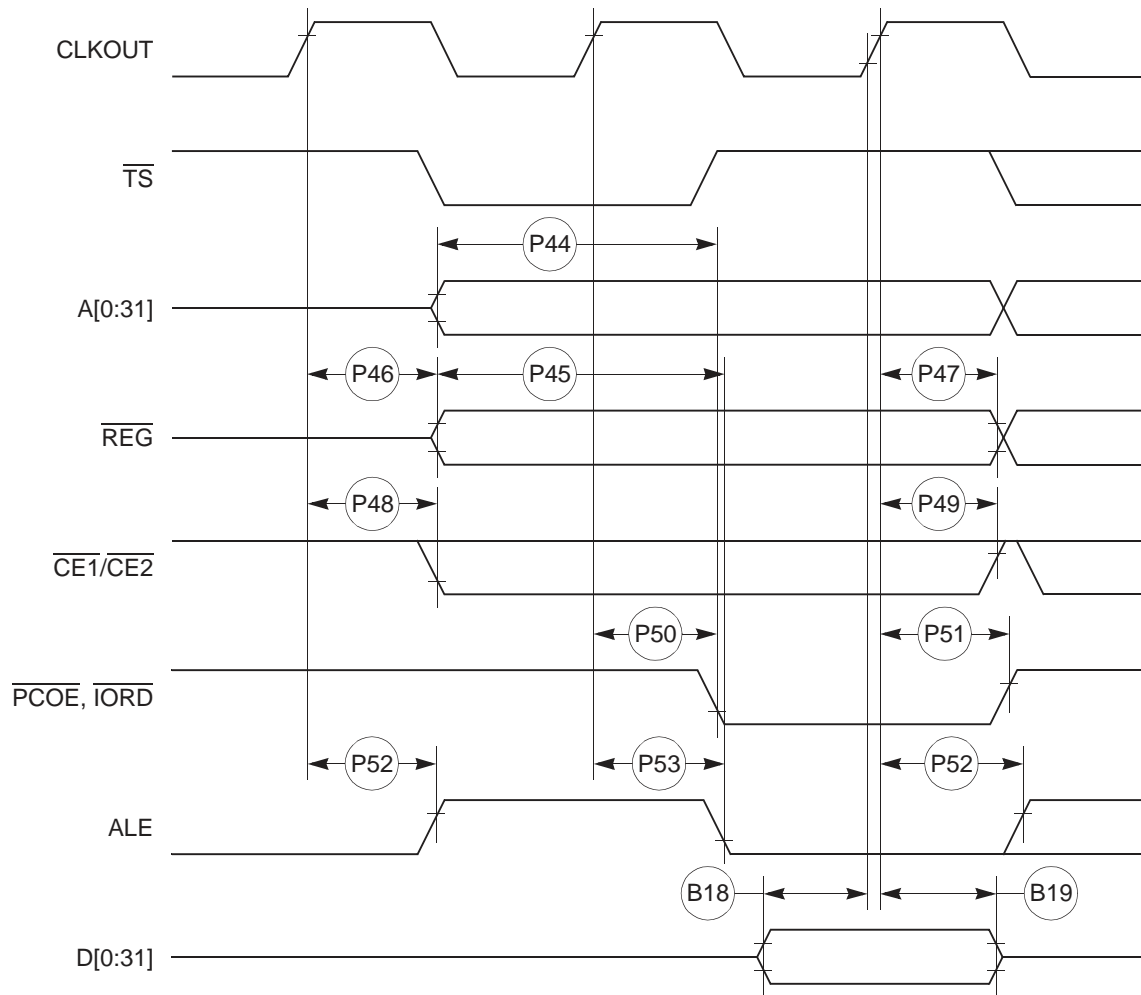 CLKOUT
TS
P44
A[0:31]
P46 P45 P47
REG
P48 P49
CE1/CE2
P50 P51
PCOE, IORD
P52 P53 P52
ALE
B18 B19
D[0:31]